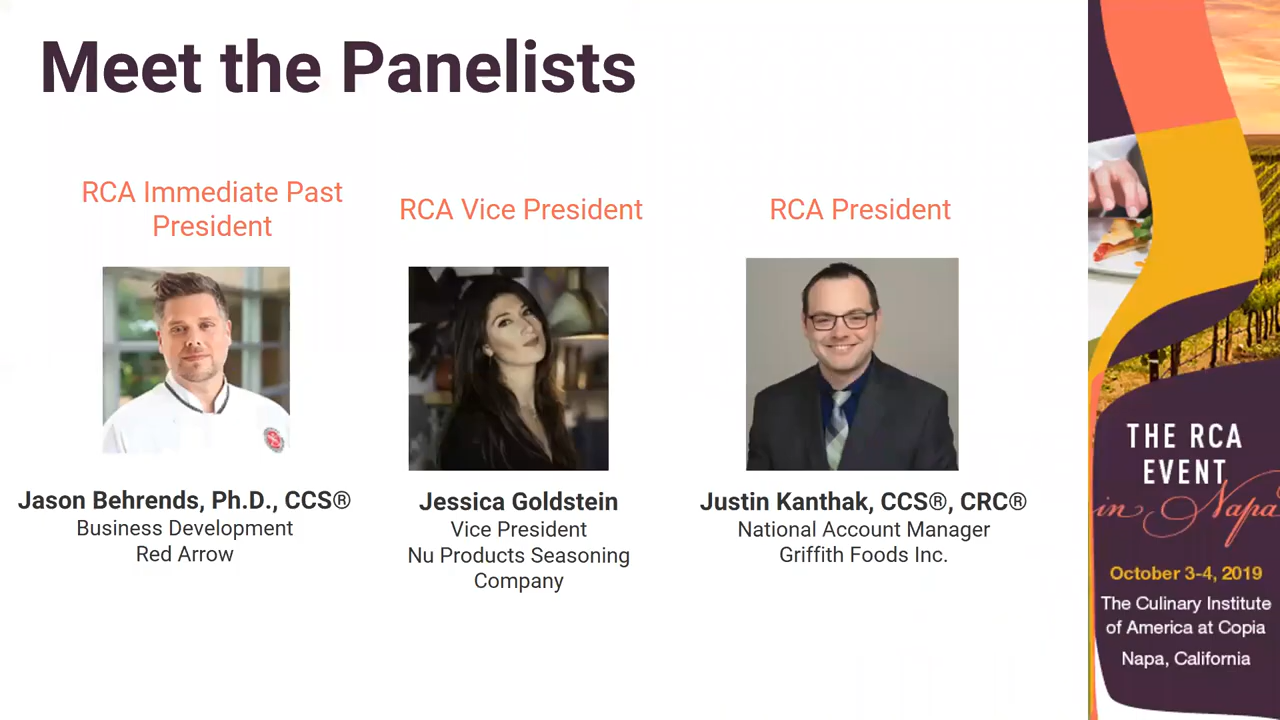 Meet the Panelists
RCA Immediate Past
President
Jason Behrends, Ph.D., CCS®
Business Development
Red Arrow
RCA Vice President
Jessica Goldstein
Vice President
Nu Products Seasoning
Company
RCA President
Justin Kanthak, CCS®, CRC®
National Account Manager
Griffith Foods Inc.
THE RCA
EVENT
in Napa
October 3-4, 2019
The Culinary Institute
of America at Copia
Napa, California